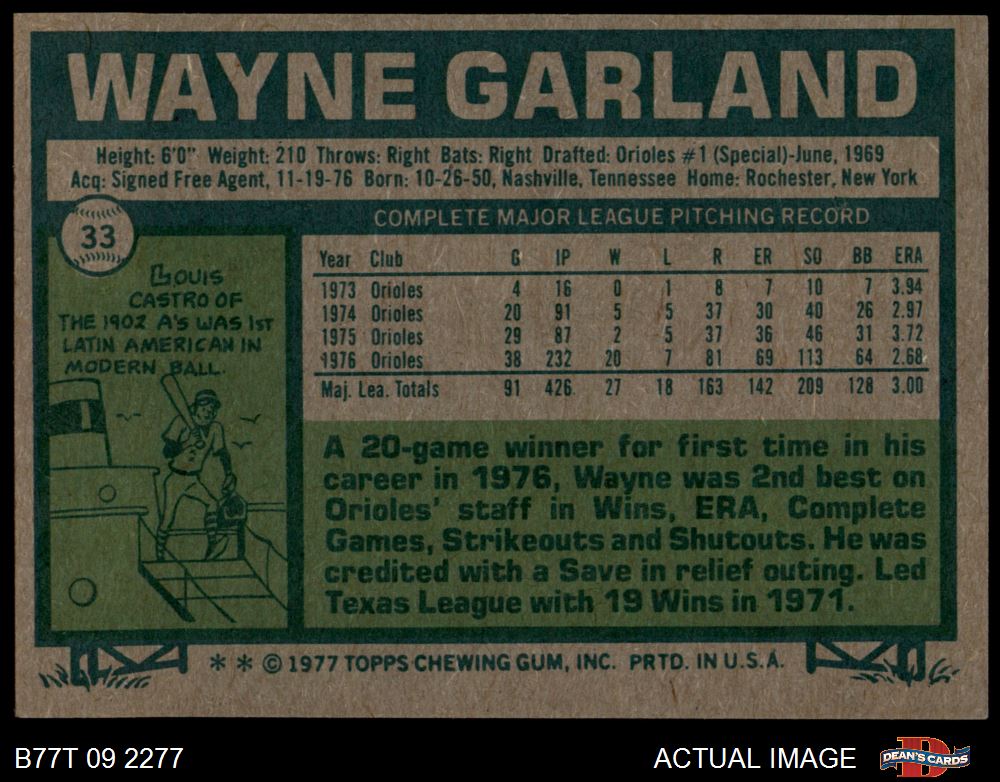 WAYNE GARLAND
Height: 6'0" Weight: 210 Throws: Right Bats: Right Drafted: Orioles #1 (Special)-June, 1969
Acq: Signed Free Agent, 11-19-76 Born: 10-26-50, Nashville, Tennessee Home: Rochester, New York
33
LOUIS
CASTRO OF
THE 1902 A'S WAS 1ST
LATIN AMERICAN IN
MODERN BALL.
COMPLETE MAJOR LEAGUE PITCHING RECORD
Year Club G IP W L R ER SO BB ERA
1973 Orioles 4 16 0 1 8 7 10 7 3.94
1974 Orioles 20 91 5 5 37 30 40 26 2.97
1975 Orioles 29 87 2 5 37 36 46 31 3.72
1976 Orioles 38 232 20 7 81 69 113 64 2.68
Maj. Lea. Totals 91 426 27 18 163 142 209 128 3.00
A 20-game winner for first time in his
career in 1976, Wayne was 2nd best on
Orioles' staff in Wins, ERA, Complete
Games, Strikeouts and Shutouts. He was
credited with a Save in relief outing. Led
Texas League with 19 Wins in 1971.
* * © 1977 TOPPS CHEWING GUM, INC. PRTD. IN U.S.A.
B77T 09 2277
ACTUAL IMAGE
D
DEAN'S CARDS